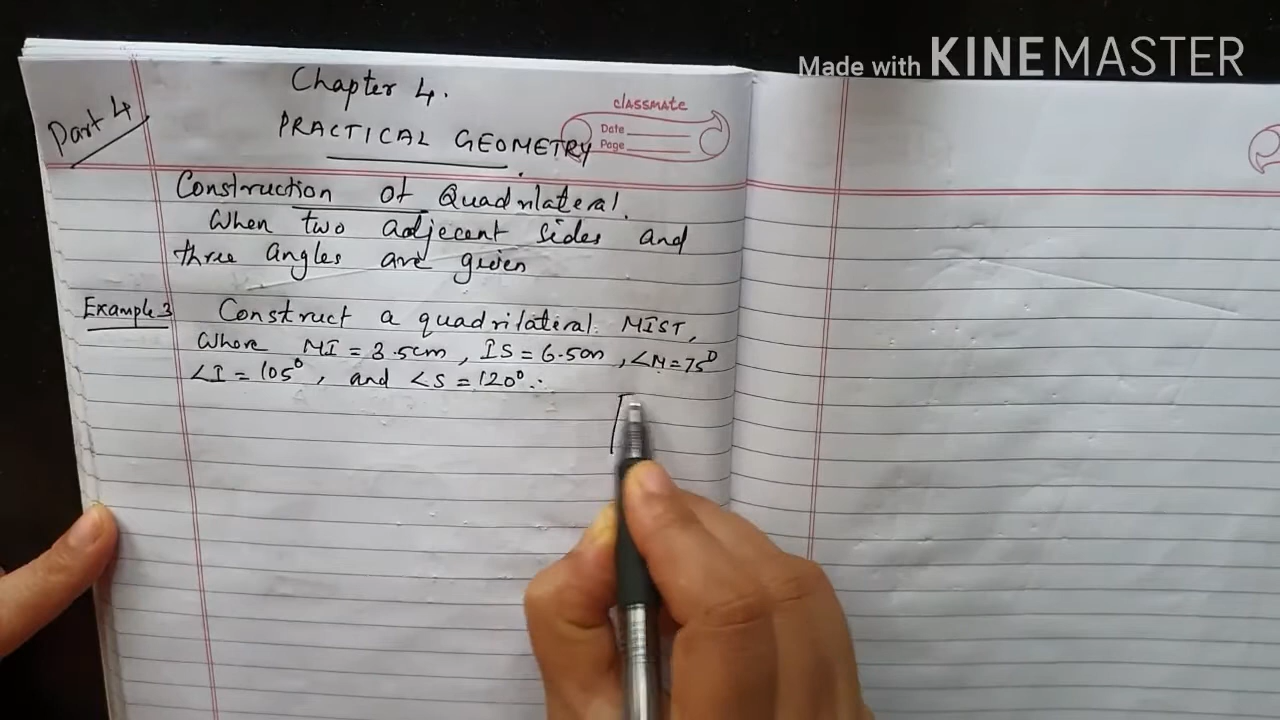 Made with KINEMASTER
Part 4
Chapter 4.
classmate
Date
Page
PRACTICAL GEOMETRY
Construction of Quadrilateral.
When two adjecent sides and
three angles are given
Example 3 Construct a quadrilateral MIST,
Where MI = 3.5cm, IS = 6.5cm, ∠M = 75°
∠I = 105°, and ∠S = 120°.